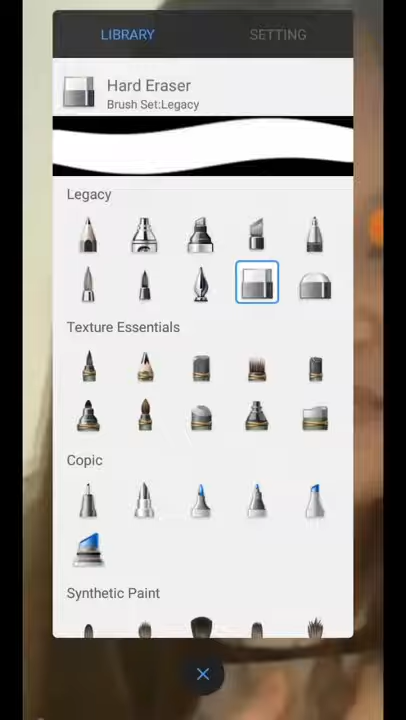 LIBRARY SETTING
Hard Eraser
Brush Set:Legacy
Legacy
Texture Essentials
Copic
Synthetic Paint